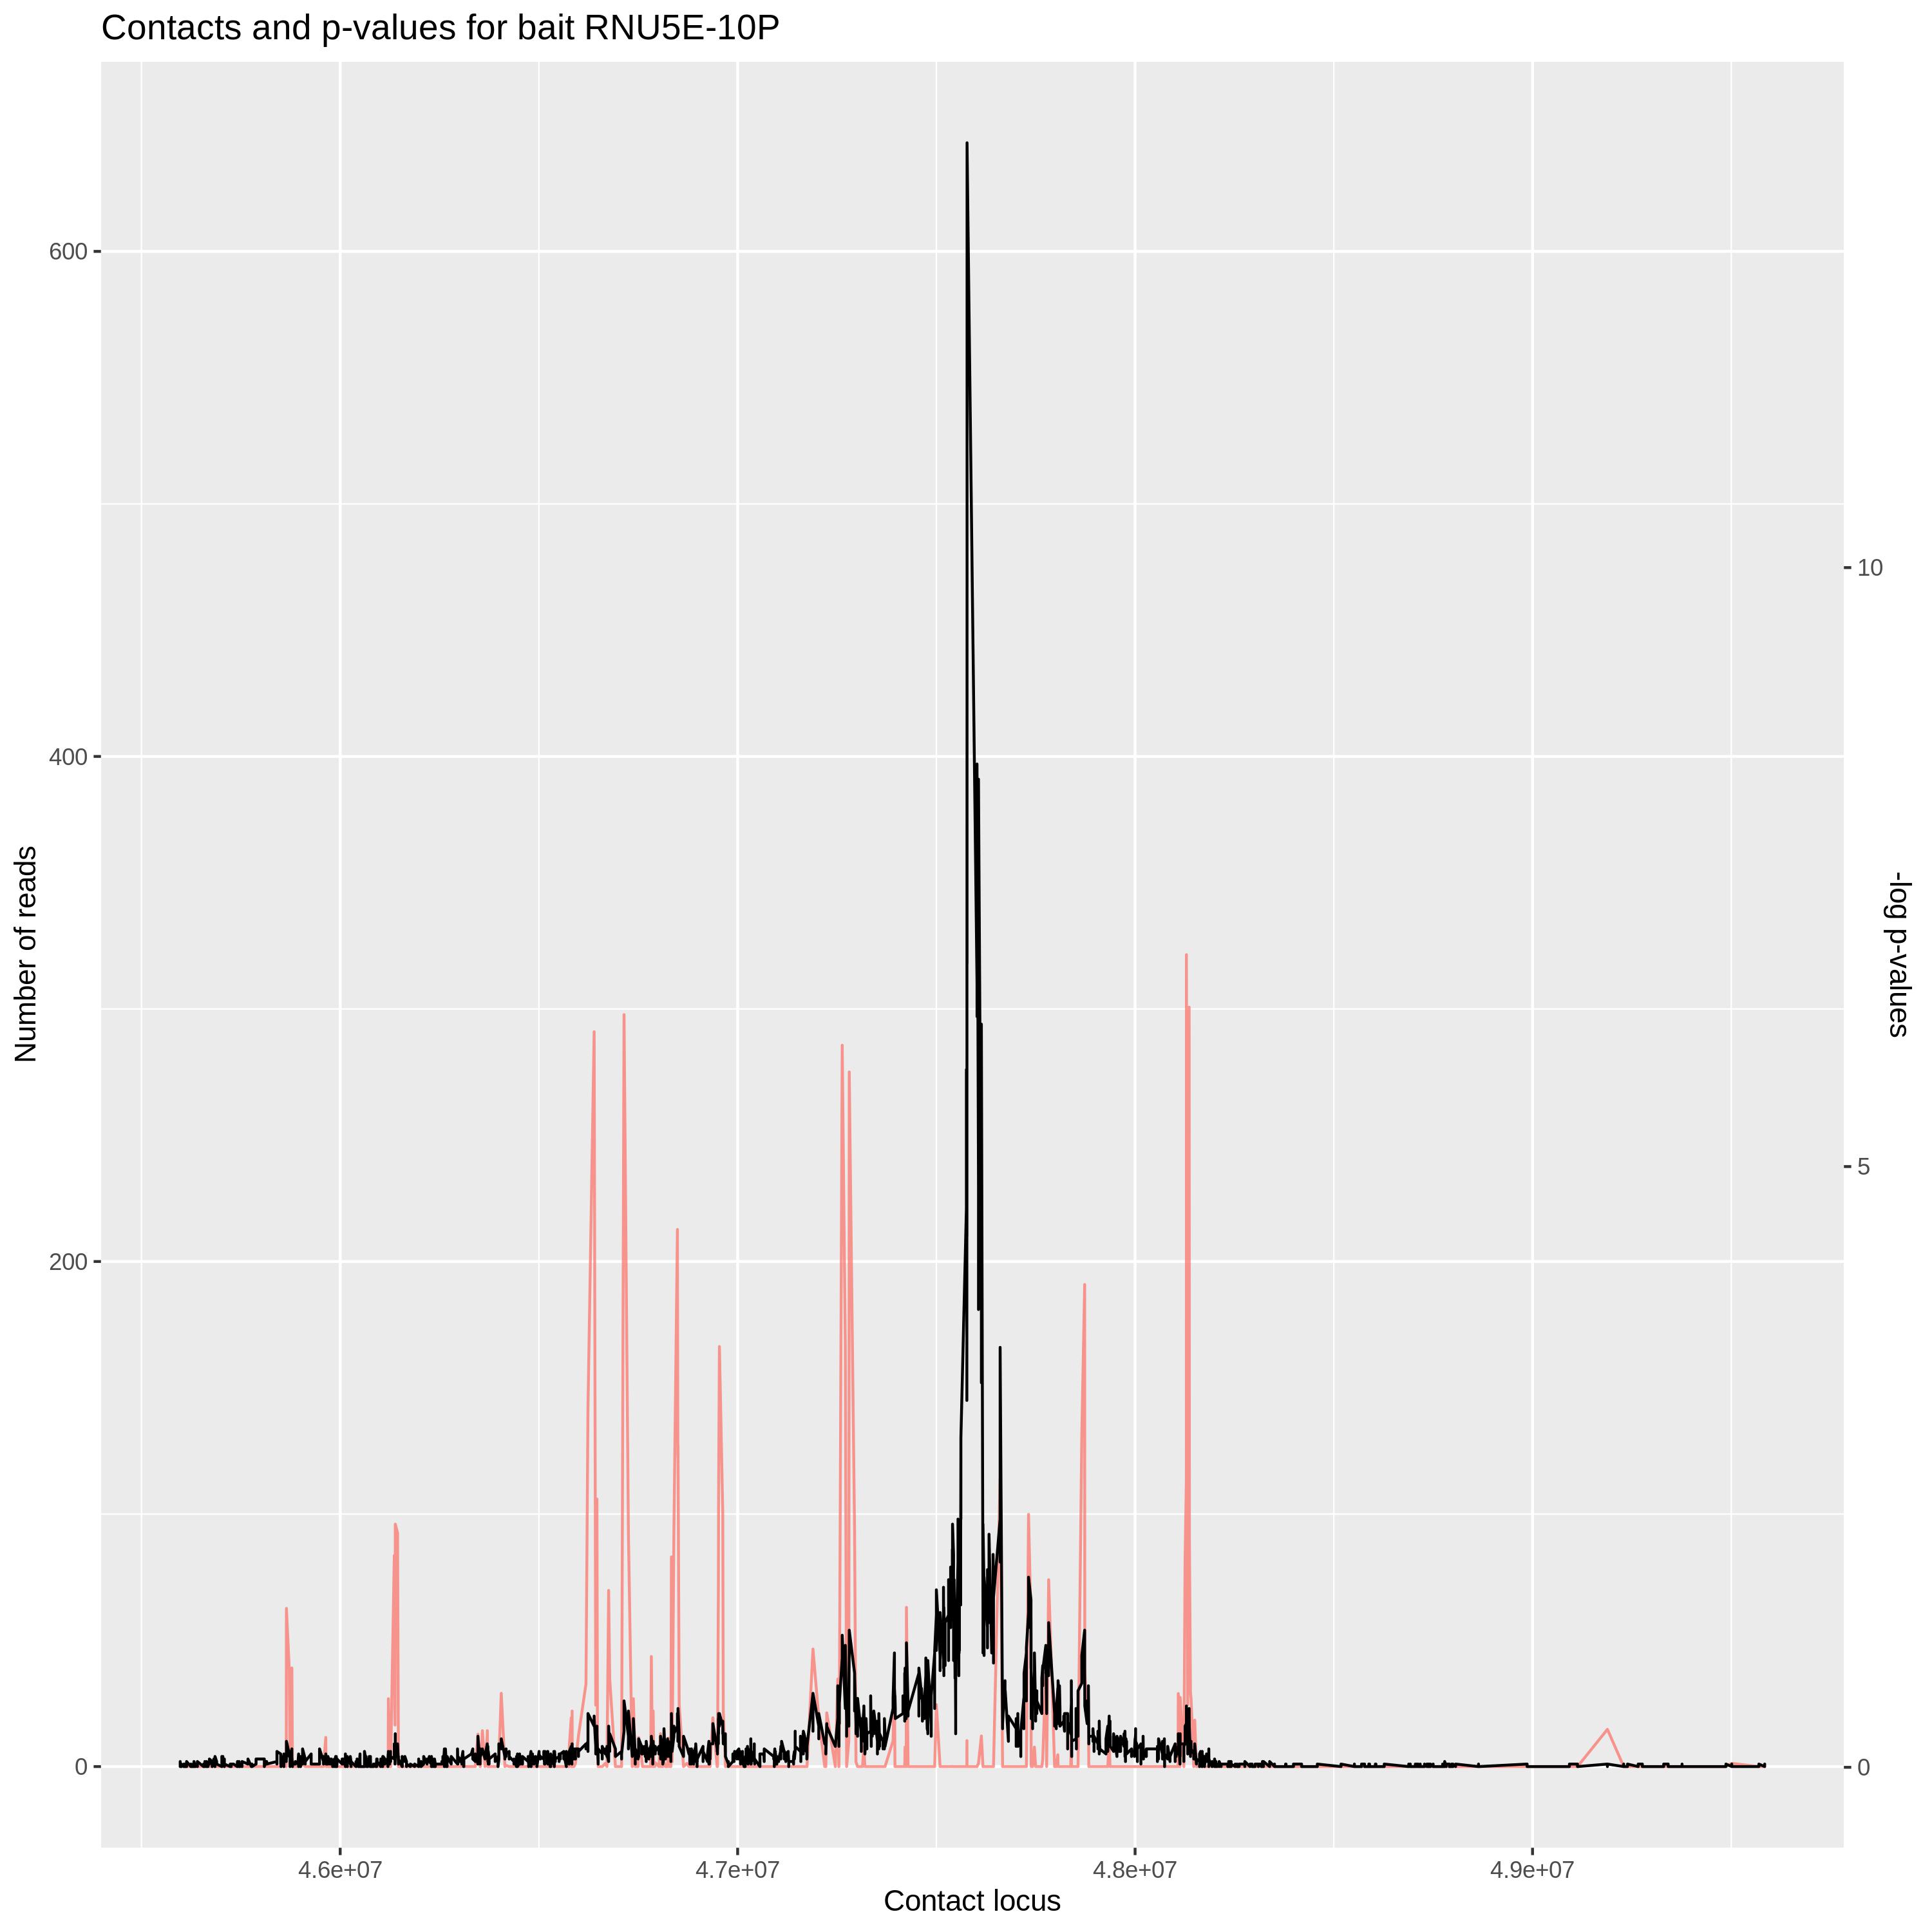 Contacts and p-values for bait RNU5E-10P
600
400
200
0
Number of reads
10
5
0
-log p-values
4.6e+07
4.7e+07
4.8e+07
4.9e+07
Contact locus